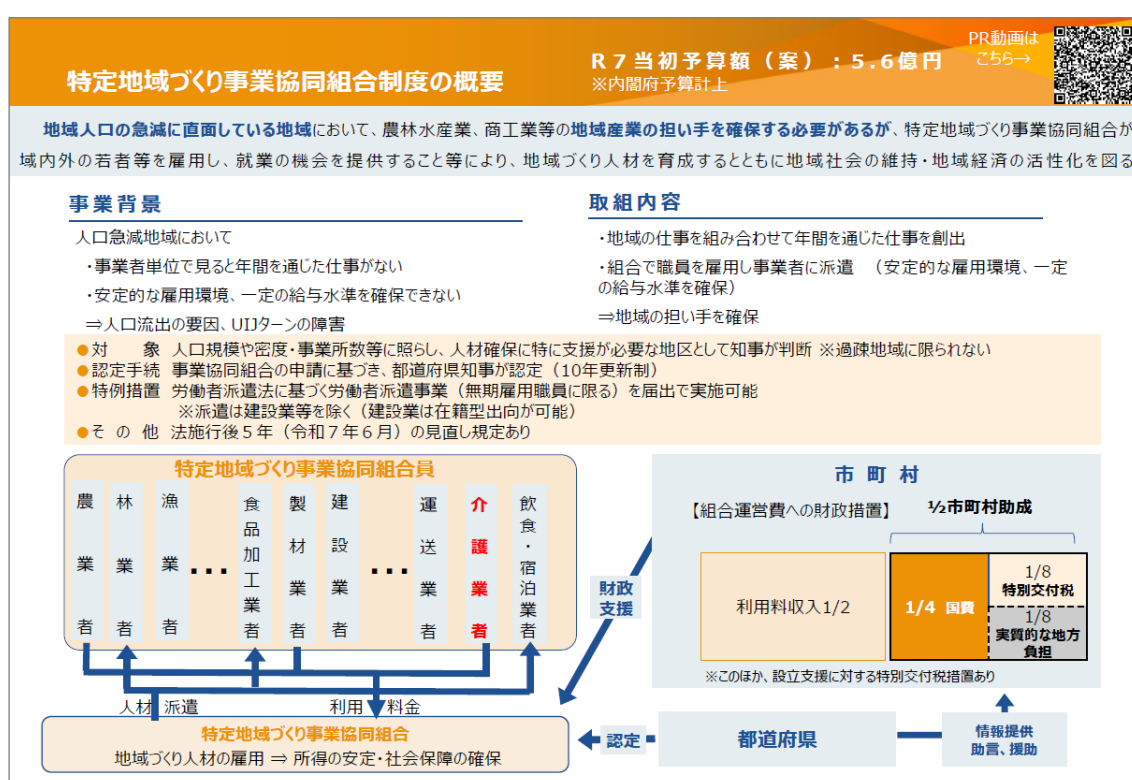 特定地域づくり事業協同組合制度の概要
R7当初予算額（案）：5.6億円
※内閣府予算計上
PR動画は
こちら→
地域人口の急減に直面している地域において、農林水産業、商工業等の地域産業の担い手を確保する必要があるが、特定地域づくり事業協同組合が
域内外の若者等を雇用し、就業の機会を提供すること等により、地域づくり人材を育成するとともに地域社会の維持・地域経済の活性化を図る
事業背景
人口急減地域において
・事業者単位で見ると年間を通じた仕事がない
・安定的な雇用環境、一定の給与水準を確保できない
⇒人口流出の要因、UIJターンの障害
取組内容
・地域の仕事を組み合わせて年間を通じた仕事を創出
・組合で職員を雇用し事業者に派遣　（安定的な雇用環境、一定
の給与水準を確保）
⇒地域の担い手を確保
●対　　象　人口規模や密度・事業所数等に照らし、人材確保に特に支援が必要な地区として知事が判断 ※過疎地域に限られない
●認定手続　事業協同組合の申請に基づき、都道府県知事が認定（10年更新制）
●特例措置　労働者派遣法に基づく労働者派遣事業（無期雇用職員に限る）を届出で実施可能
※派遣は建設業等を除く（建設業は在籍型出向が可能）
●そ の 他　法施行後５年（令和７年６月）の見直し規定あり
特定地域づくり事業協同組合員
農業者
林業者
漁業者
…
食品加工業者
製材業者
建設業者
…
運送業者
介護業者
飲食・宿泊業者
人材 派遣
利用 料金
特定地域づくり事業協同組合
地域づくり人材の雇用 ⇒ 所得の安定・社会保障の確保
財政
支援
市 町 村
【組合運営費への財政措置】
½市町村助成
利用料収入1/2
1/4 国費
1/8
特別交付税
1/8
実質的な地方
負担
※このほか、設立支援に対する特別交付税措置あり
認定
都道府県
情報提供
助言、援助